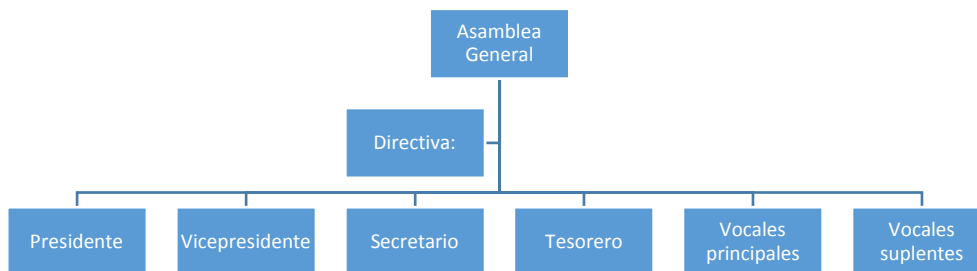 Asamblea
General
Directiva:
Presidente
Vicepresidente
Secretario
Tesorero
Vocales
principales
Vocales
suplentes